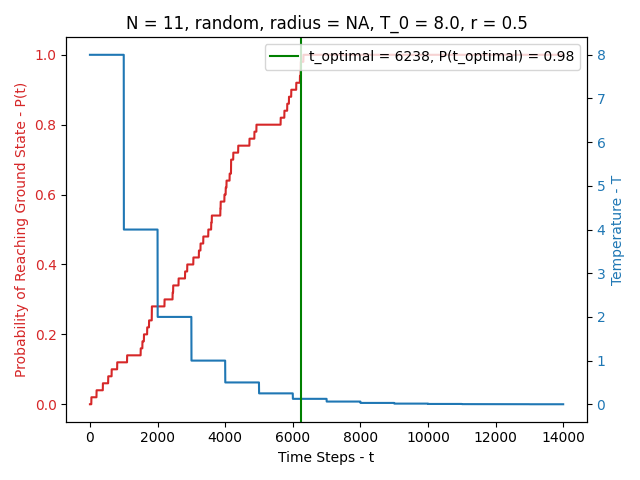 N = 11, random, radius = NA, T_0 = 8.0, r = 0.5
t_optimal = 6238, P(t_optimal) = 0.98
Probability of Reaching Ground State - P(t)
1.0
0.8
0.6
0.4
0.2
0.0
8
7
6
5
4
3
2
1
0
Temperature - T
0 2000 4000 6000 8000 10000 12000 14000
Time Steps - t